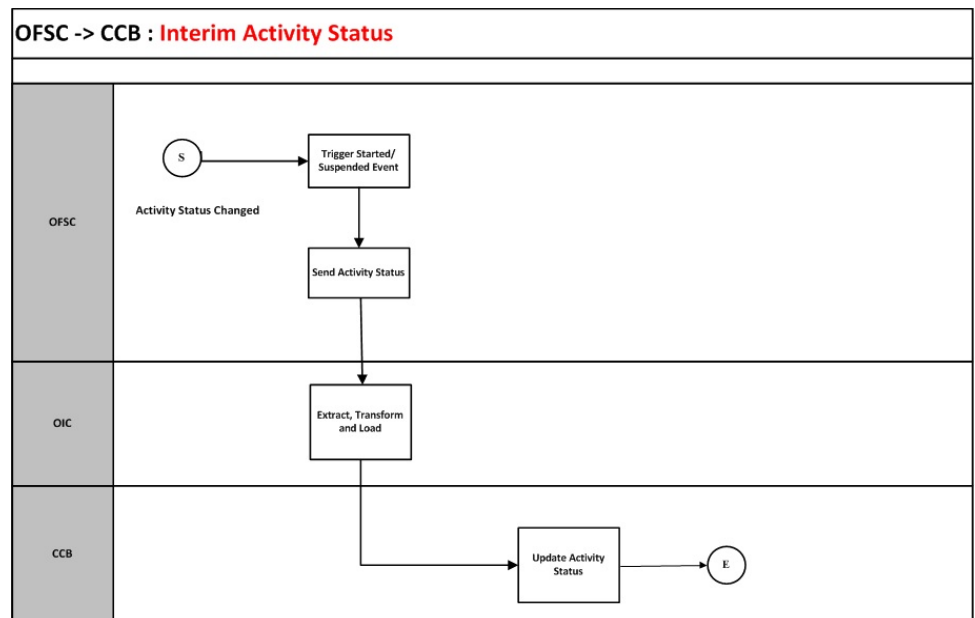 OFSC -> CCB : Interim Activity Status
OFSC
S
Activity Status Changed
Trigger Started/
Suspended Event
Send Activity Status
OIC
Extract, Transform
and Load
CCB
Update Activity
Status
E